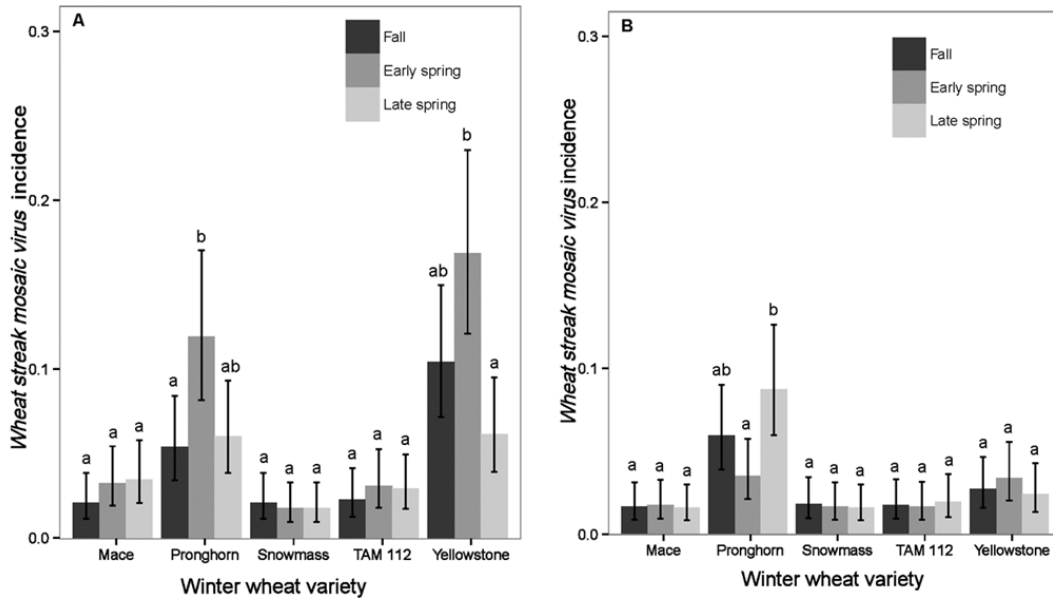 A
Wheat streak mosaic virus incidence
0.3
0.2
0.1
0.0
Fall
Early spring
Late spring
a
a
a
a
b
ab
a
a
a
a
a
a
ab
b
a
Mace
Pronghorn
Snowmass
TAM 112
Yellowstone
Winter wheat variety
B
Wheat streak mosaic virus incidence
0.3
0.2
0.1
0.0
Fall
Early spring
Late spring
a
a
a
ab
a
b
a
a
a
a
a
a
a
a
a
Mace
Pronghorn
Snowmass
TAM 112
Yellowstone
Winter wheat variety